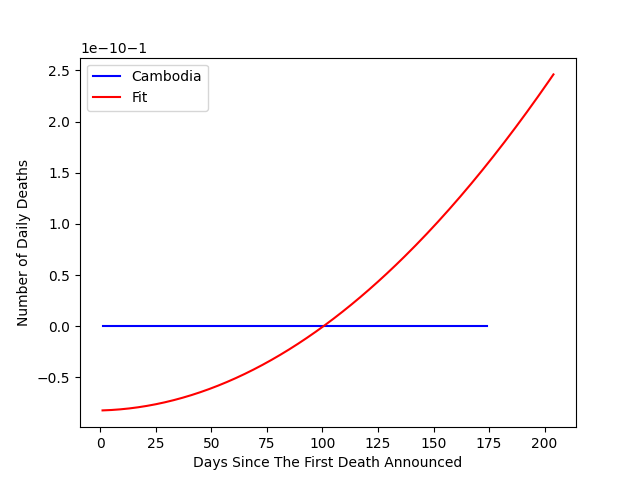 1e−10−1
Cambodia
Fit
2.5
2.0
1.5
1.0
0.5
0.0
−0.5
Number of Daily Deaths
0 25 50 75 100 125 150 175 200
Days Since The First Death Announced